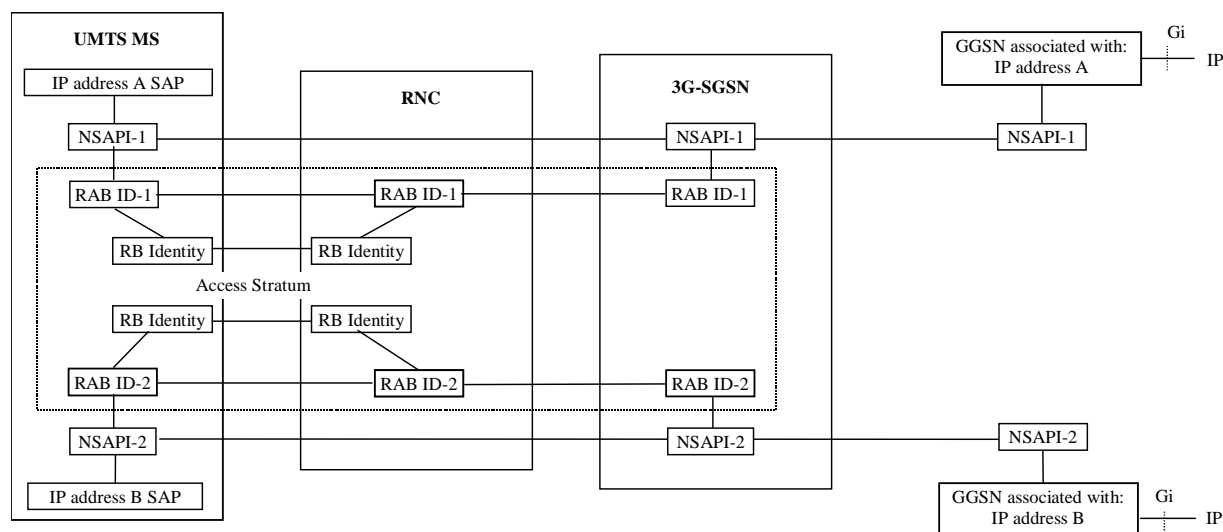 UMTS MS
GGSN associated with:
IP address A
Gi
IP
IP address A SAP
RNC
3G-SGSN
NSAPI-1
NSAPI-1
NSAPI-1
RAB ID-1
RAB ID-1
RAB ID-1
RB Identity
RB Identity
Access Stratum
RB Identity
RB Identity
RAB ID-2
RAB ID-2
RAB ID-2
NSAPI-2
NSAPI-2
NSAPI-2
IP address B SAP
GGSN associated with:
IP address B
Gi
IP